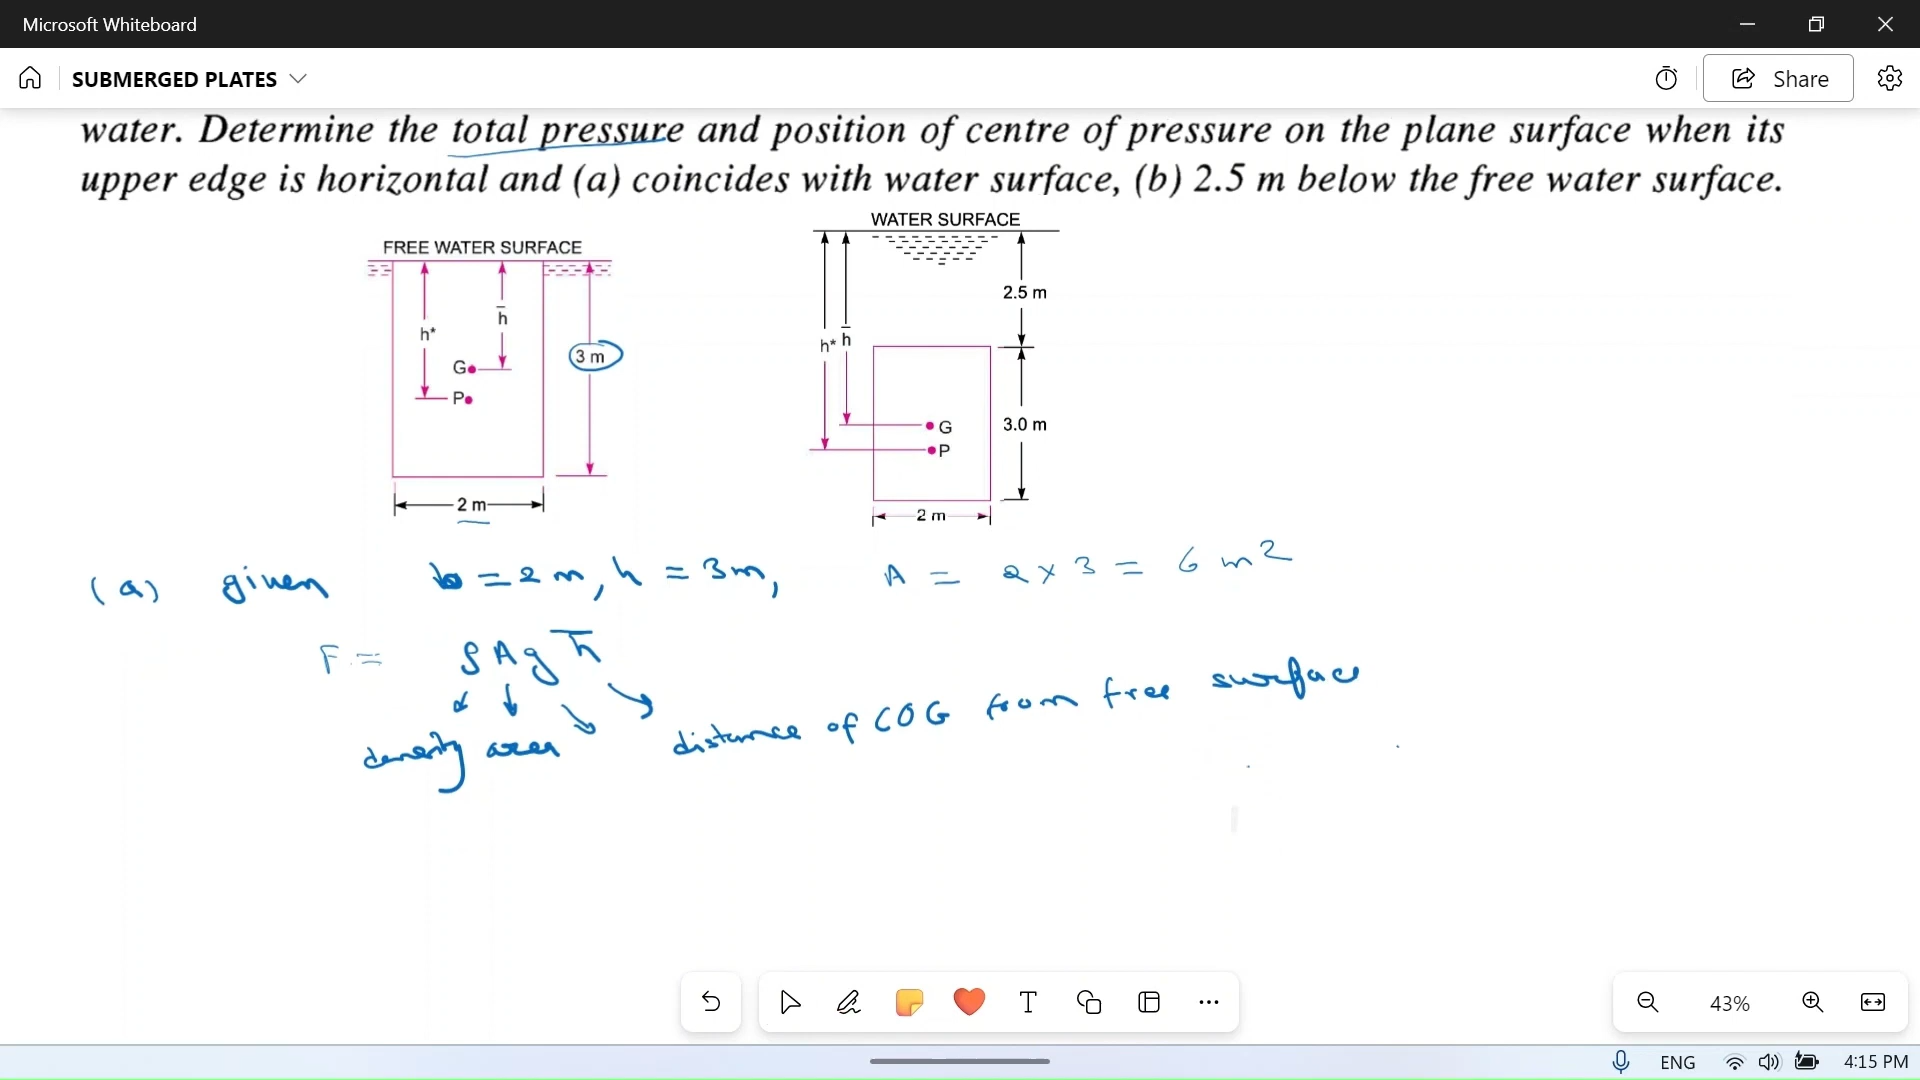 Microsoft Whiteboard
SUBMERGED PLATES
Share
water. Determine the total pressure and position of centre of pressure on the plane surface when its
upper edge is horizontal and (a) coincides with water surface, (b) 2.5 m below the free water surface.
FREE WATER SURFACE
h*
h̅
3 m
G
P
2 m
WATER SURFACE
2.5 m
h* h̅
G
P
3.0 m
2 m
(a) given b = 2 m, h = 3 m, A = 2 × 3 = 6 m²
F = ρ A g h̅
density area distance of COG from free surface
T
43%
ENG
4:15 PM